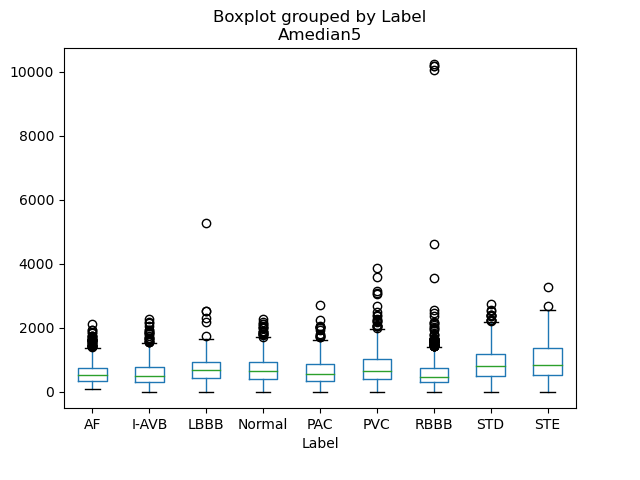 Boxplot grouped by Label
Amedian5
10000
8000
6000
4000
2000
0
AF I-AVB LBBB Normal PAC PVC RBBB STD STE
Label